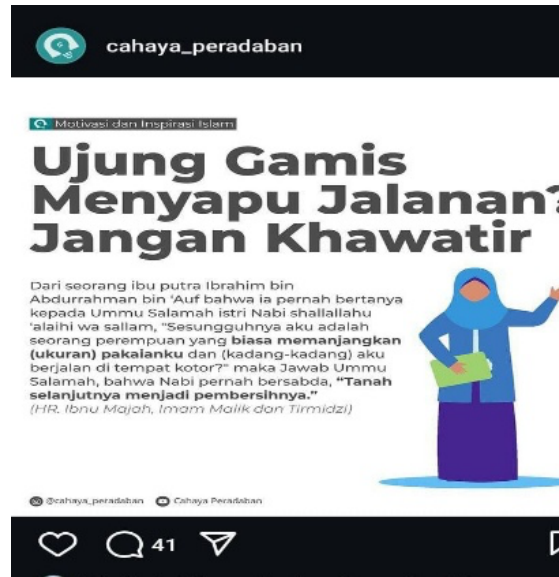 cahaya_peradaban
Motivasi dan Inspirasi Islam
Ujung Gamis
Menyapu Jalanan?
Jangan Khawatir
Dari seorang ibu putra Ibrahim bin
Abdurrahman bin 'Auf bahwa ia pernah bertanya
kepada Ummu Salamah istri Nabi shallallahu
'alaihi wa sallam, "Sesungguhnya aku adalah
seorang perempuan yang biasa memanjangkan
(ukuran) pakaianku dan (kadang-kadang) aku
berjalan di tempat kotor?" maka Jawab Ummu
Salamah, bahwa Nabi pernah bersabda, "Tanah
selanjutnya menjadi pembersihnya."
(HR. Ibnu Majah, Imam Malik dan Tirmidzi)
@cahaya_peradaban Cahaya Peradaban
41